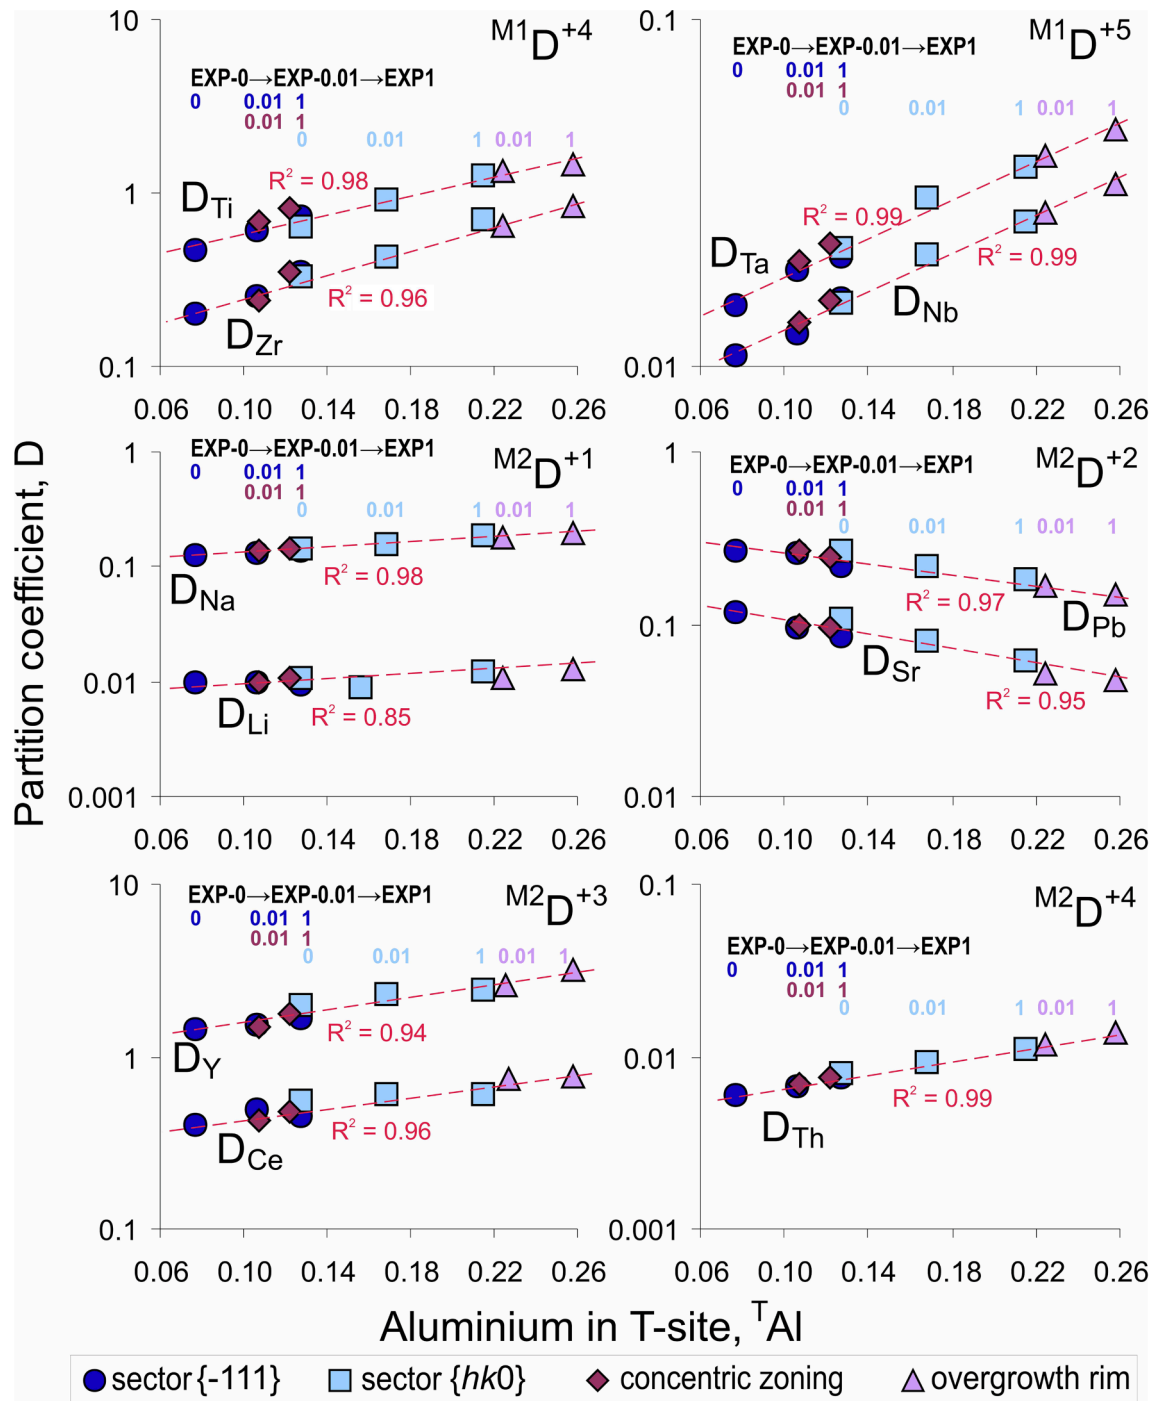 Partition coefficient, D
M1D+4
EXP-0→EXP-0.01→EXP1
0 0.01 1
0.01 1
0 0.01 1 0.01 1
10
1
0.1
DTi
R2 = 0.98
R2 = 0.96
DZr
0.06 0.10 0.14 0.18 0.22 0.26
M1D+5
EXP-0→EXP-0.01→EXP1
0 0.01 1
0.01 1
0 0.01 1 0.01 1
0.1
0.01
DTa
R2 = 0.99
R2 = 0.99
DNb
0.06 0.10 0.14 0.18 0.22 0.26
M2D+1
EXP-0→EXP-0.01→EXP1
0 0.01 1
0.01 1
0 0.01 1 0.01 1
1
0.1
0.01
0.001
DNa
R2 = 0.98
DLi
R2 = 0.85
0.06 0.10 0.14 0.18 0.22 0.26
M2D+2
EXP-0→EXP-0.01→EXP1
0 0.01 1
0.01 1
0 0.01 1 0.01 1
1
0.1
0.01
R2 = 0.97
DPb
DSr
R2 = 0.95
0.06 0.10 0.14 0.18 0.22 0.26
M2D+3
EXP-0→EXP-0.01→EXP1
0 0.01 1
0.01 1
0 0.01 1 0.01 1
10
1
0.1
DY
R2 = 0.94
DCe
R2 = 0.96
0.06 0.10 0.14 0.18 0.22 0.26
M2D+4
EXP-0→EXP-0.01→EXP1
0 0.01 1
0.01 1
0 0.01 1 0.01 1
0.1
0.01
0.001
DTh
R2 = 0.99
0.06 0.10 0.14 0.18 0.22 0.26
Aluminium in T-site, TAl
sector {-111} sector {hk0} concentric zoning overgrowth rim